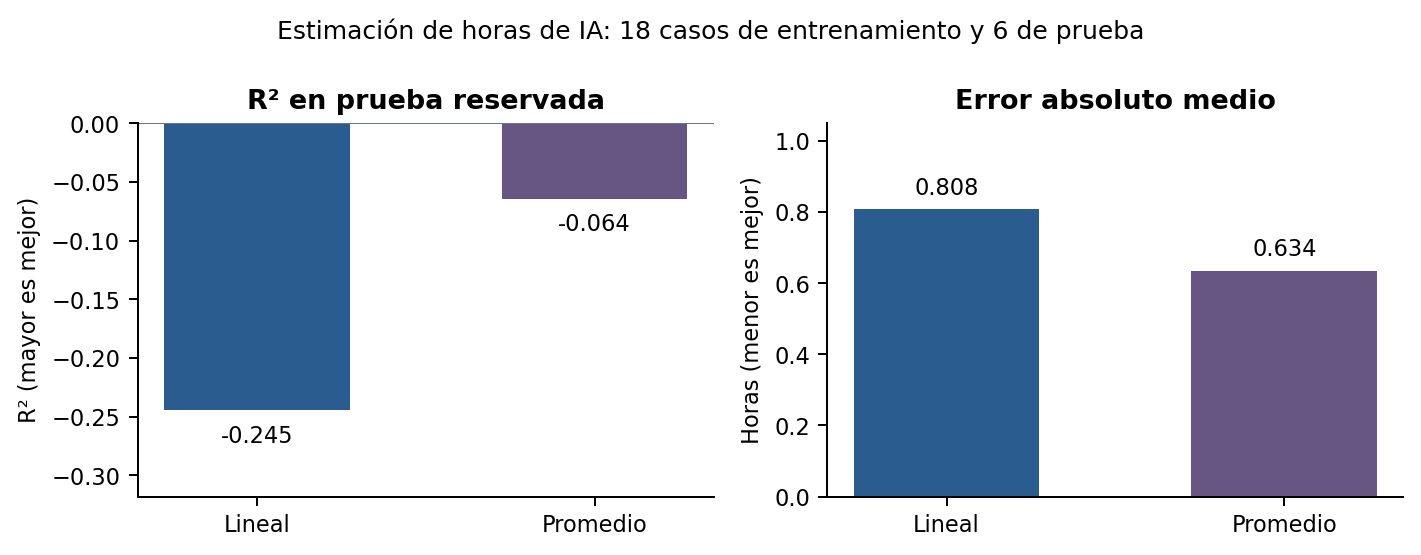 Estimación de horas de IA: 18 casos de entrenamiento y 6 de prueba
R² en prueba reservada
R² (mayor es mejor)
0.00
−0.05
−0.10
−0.15
−0.20
−0.25
−0.30
-0.245
-0.064
Lineal
Promedio
Error absoluto medio
Horas (menor es mejor)
1.0
0.8
0.6
0.4
0.2
0.0
0.808
0.634
Lineal
Promedio